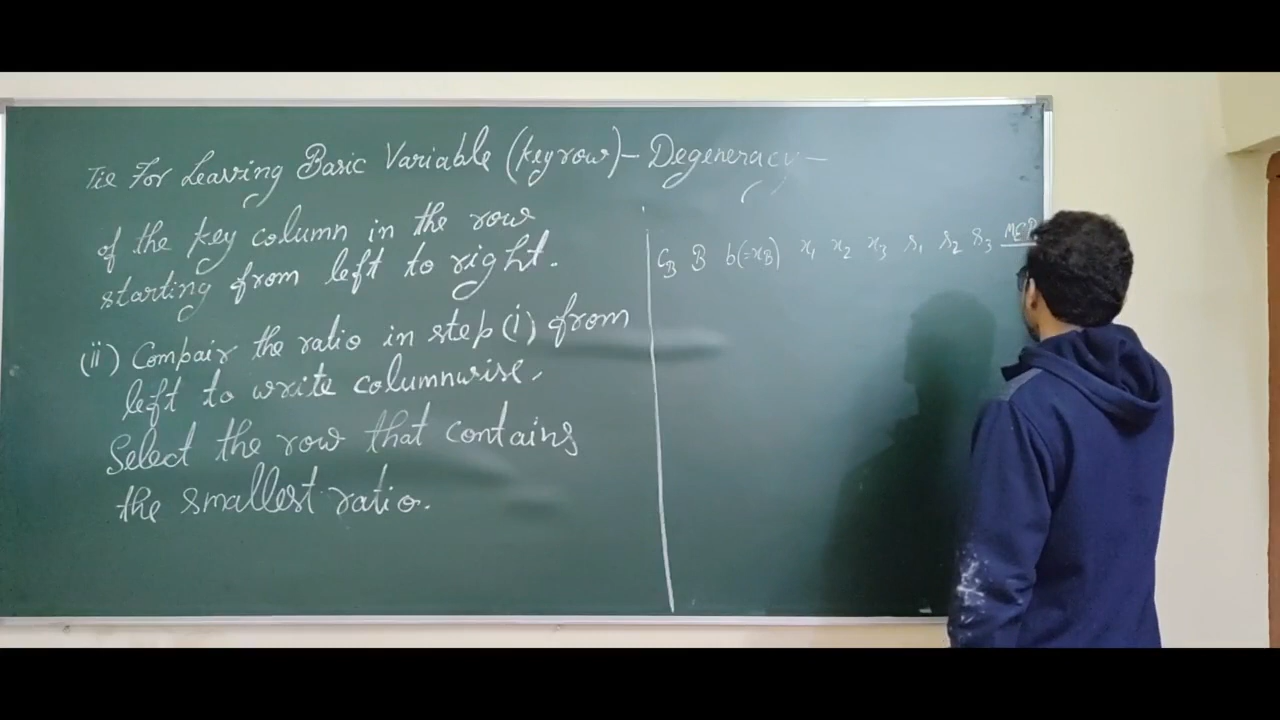 Tie For Leaving Basic Variable (key row) - Degeneracy -
of the key column in the row
starting from left to right.
(ii) Compair the ratio in step (i) from
left to write columnwise.
Select the row that contains
the smallest ratio.
C_B B b(=x_B) x₁ x₂ x₃ s₁ s₂ s₃